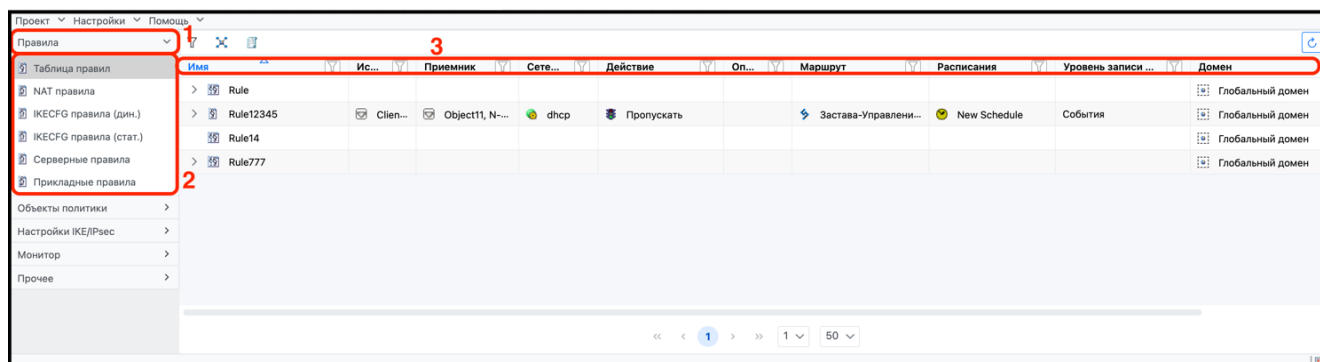 Проект Настройки Помощь
1
Правила
3
Имя Ис... Приемник Сете... Действие Оп... Маршрут Расписания Уровень записи ... Домен
Таблица правил
NAT правила
IKECFG правила (дин.)
IKECFG правила (стат.)
Серверные правила
Прикладные правила
2
Объекты политики
Настройки IKE/IPsec
Монитор
Прочее
Rule Глобальный домен
Rule12345 Clien... Object11, N-... dhcp Пропускать Застава-Управлени... New Schedule События Глобальный домен
Rule14 Глобальный домен
Rule777 Глобальный домен
<< < 1 > >> 1 50